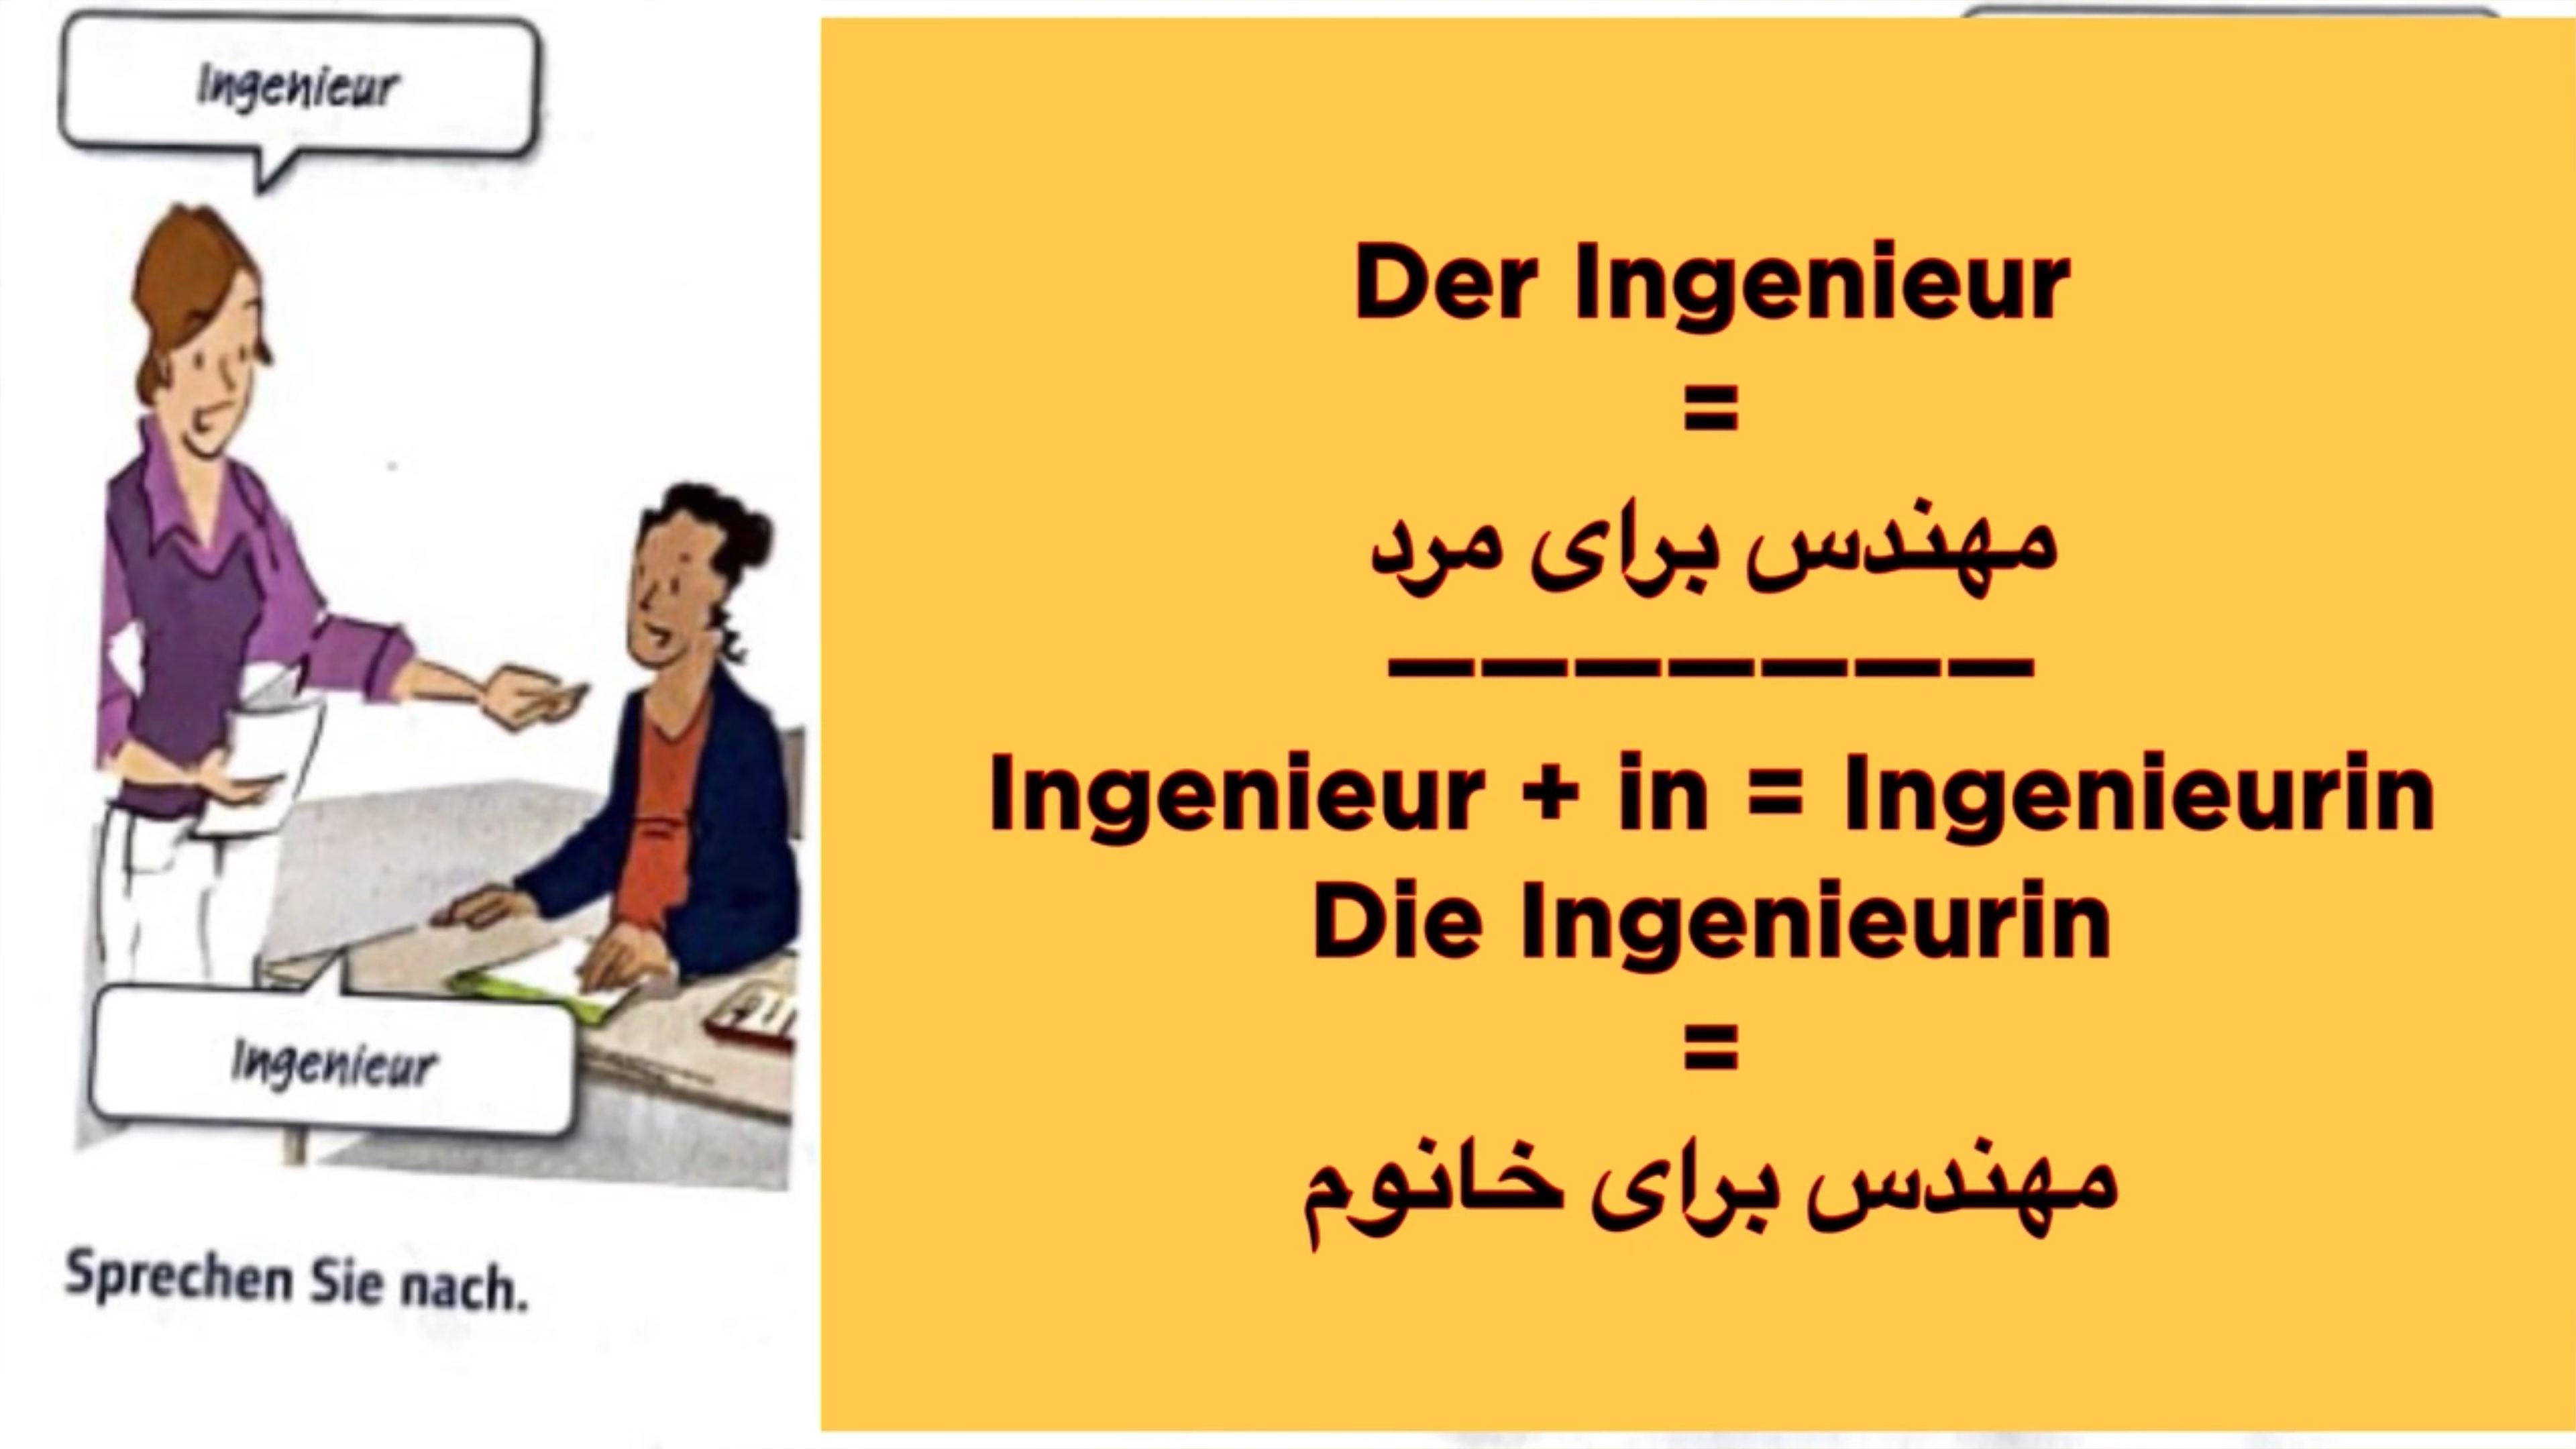 Ingenieur
Ingenieur
Sprechen Sie nach.
Der Ingenieur
=
مهندس برای مرد
———————
Ingenieur + in = Ingenieurin
Die Ingenieurin
=
مهندس برای خانوم